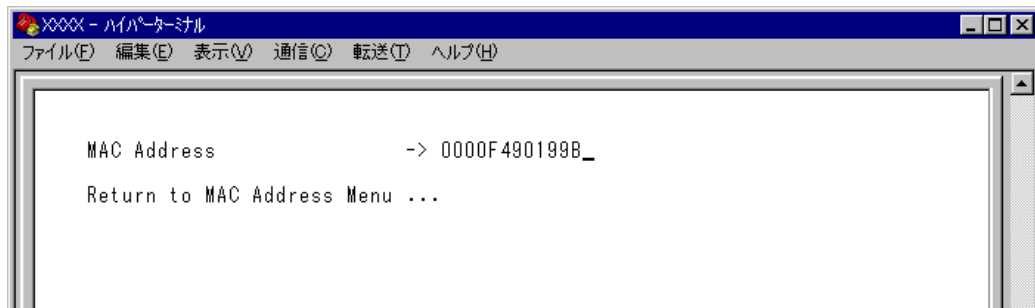 XXXX - ﾊｲﾊﾟｰﾀｰﾐﾅﾙ
ファイル(F) 編集(E) 表示(V) 通信(C) 転送(T) ヘルプ(H)
MAC Address -> 0000F490199B_
Return to MAC Address Menu ...